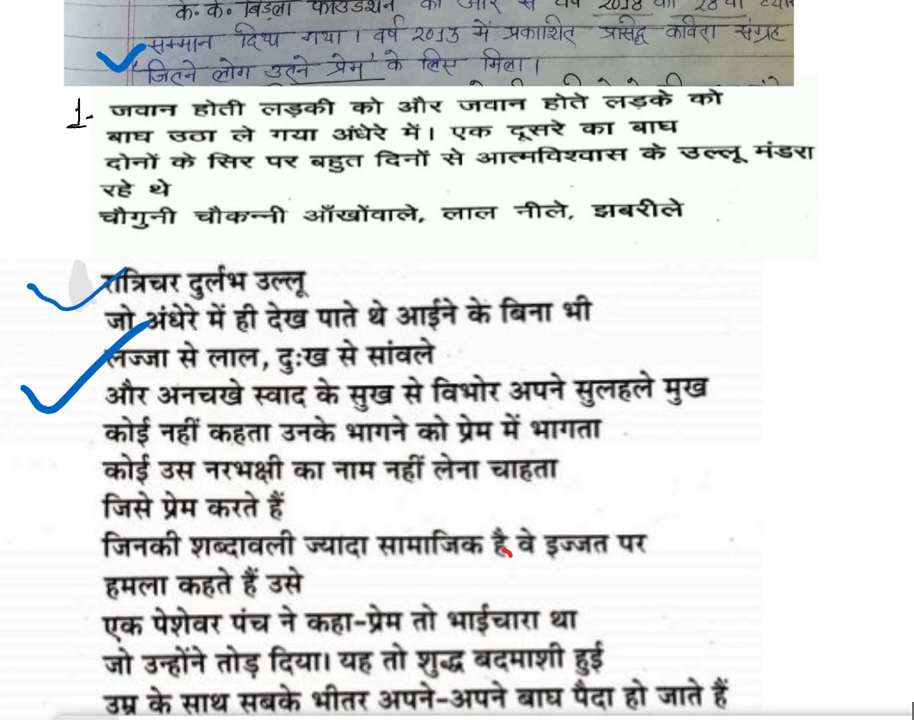 के. के. बिड़ला फाउंडेशन की ओर से वर्ष 2018 का 28वां
सम्मान दिया गया। वर्ष 2013 में प्रकाशित प्रसिद्ध कविता संग्रह
'जितने लोग उतने प्रेम' के लिए मिला।
1. जवान होती लड़की को और जवान होते लड़के को
बाघ उठा ले गया अंधेरे में। एक दूसरे का बाघ
दोनों के सिर पर बहुत दिनों से आत्मविश्वास के उल्लू मंडरा
रहे थे
चौगुनी चौकन्नी आँखोंवाले, लाल नीले, झबरीले
रात्रिचर दुर्लभ उल्लू
जो अंधेरे में ही देख पाते थे आईने के बिना भी
लज्जा से लाल, दुःख से सांवले
और अनचखे स्वाद के सुख से विभोर अपने सुलहले मुख
कोई नहीं कहता उनके भागने को प्रेम में भागता
कोई उस नरभक्षी का नाम नहीं लेना चाहता
जिसे प्रेम करते हैं
जिनकी शब्दावली ज्यादा सामाजिक है, वे इज्जत पर
हमला कहते हैं उसे
एक पेशेवर पंच ने कहा-प्रेम तो भाईचारा था
जो उन्होंने तोड़ दिया। यह तो शुद्ध बदमाशी हुई
उम्र के साथ सबके भीतर अपने-अपने बाघ पैदा हो जाते हैं